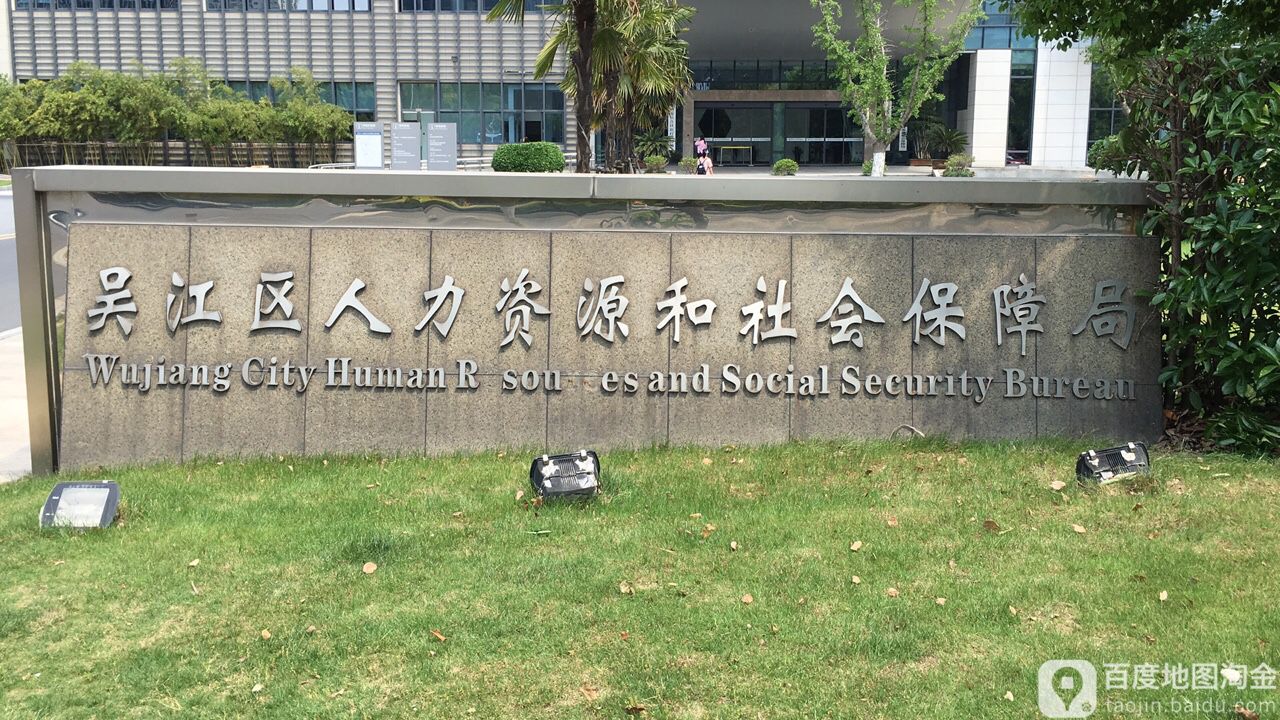 吴江区人力资源和社会保障局
Wujiang City Human R sou es and Social Security Bureau
百度地图淘金
taojin.baidu.com